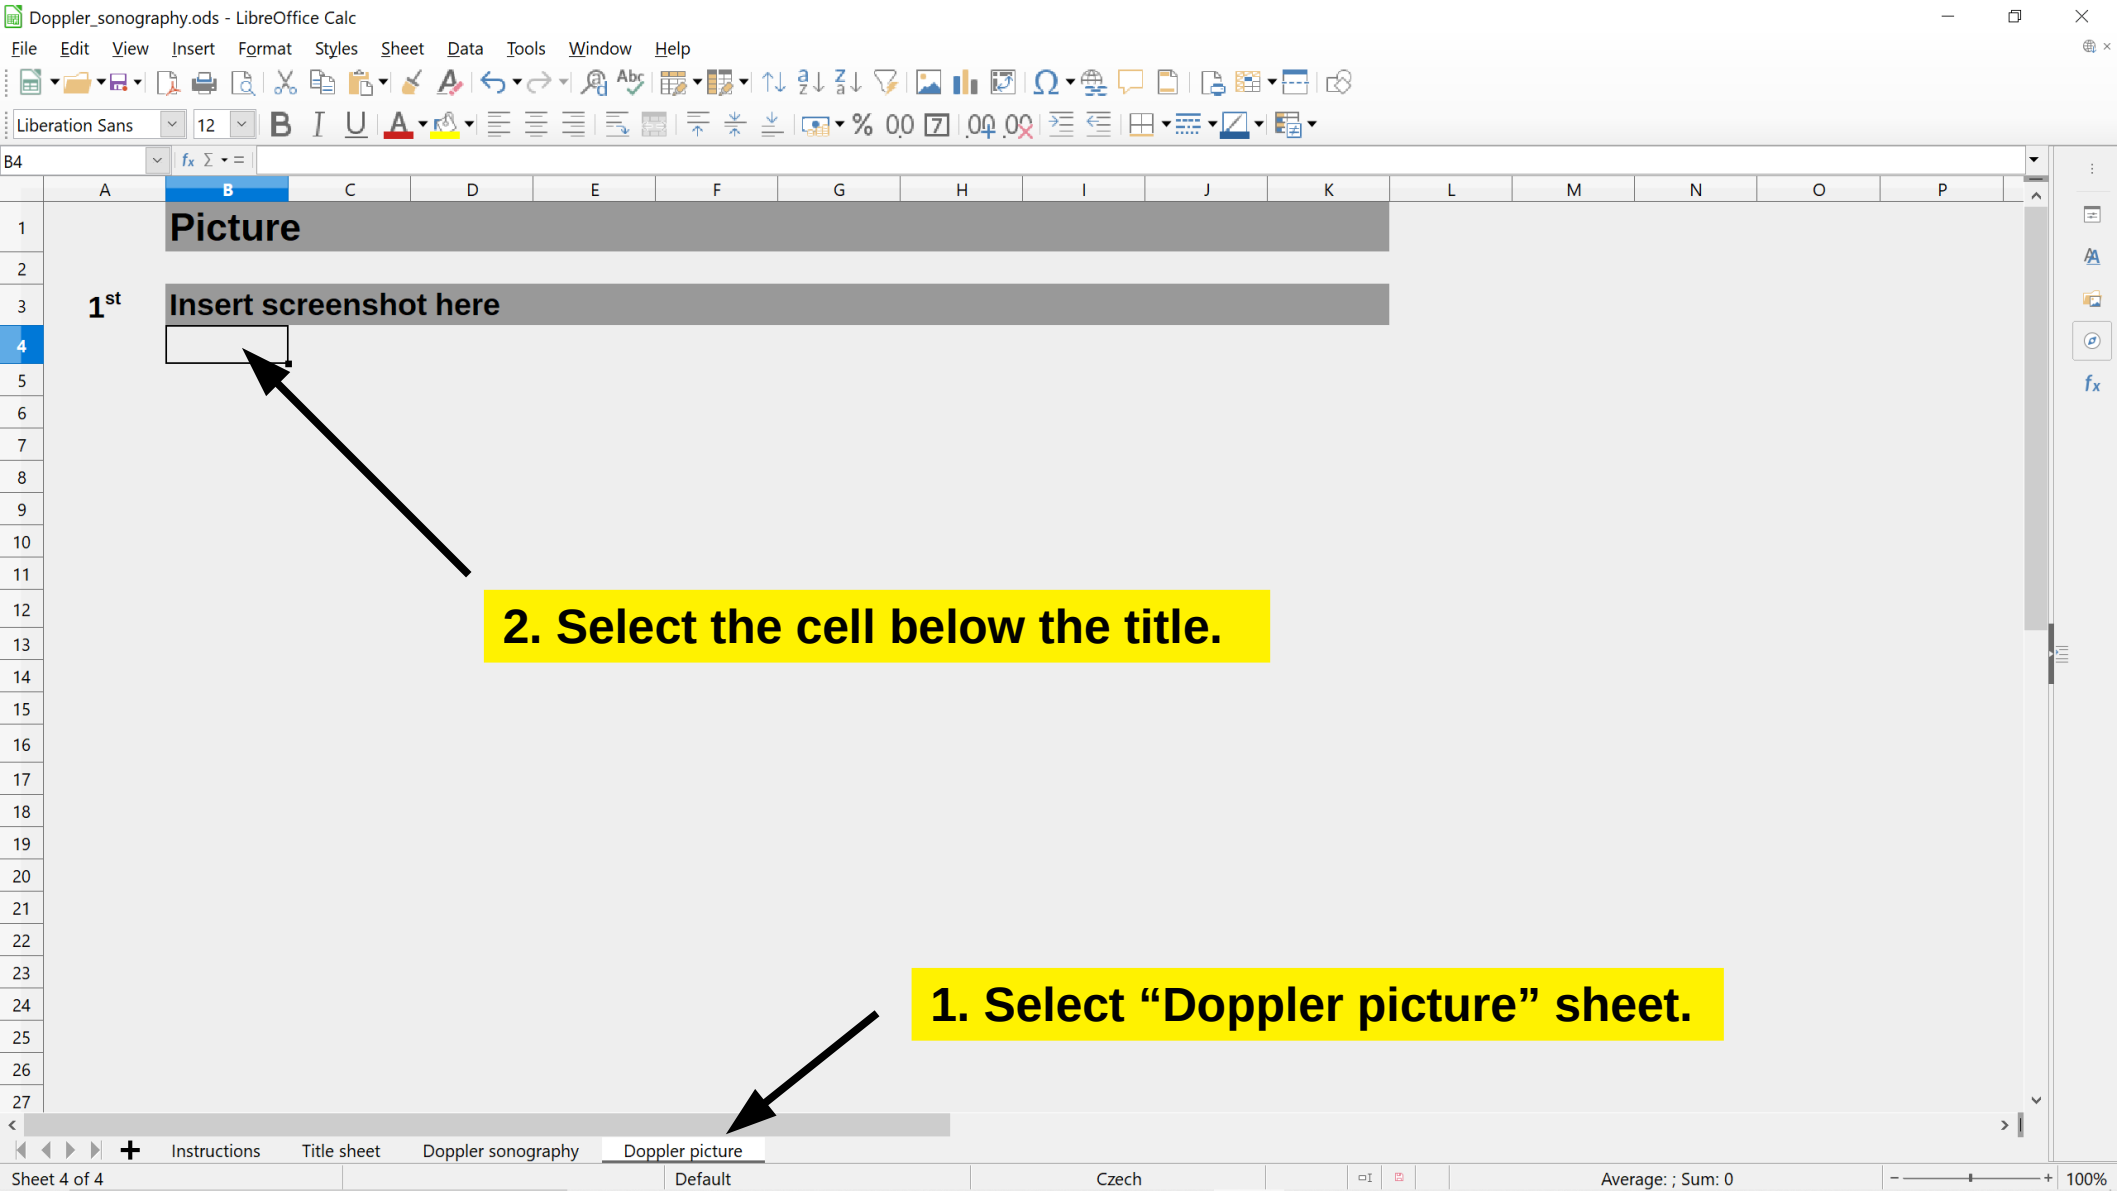 Doppler_sonography.ods - LibreOffice Calc
File Edit View Insert Format Styles Sheet Data Tools Window Help
Liberation Sans 12
B4
A B C D E F G H I J K L M N O P
1 Picture
2
3 1st Insert screenshot here
4
5
6
7
8
9
10
11
12
2. Select the cell below the title.
13
14
15
16
17
18
19
20
21
22
23
24
1. Select “Doppler picture” sheet.
25
26
27
Instructions Title sheet Doppler sonography Doppler picture
Sheet 4 of 4 Default Czech Average: ; Sum: 0 100%